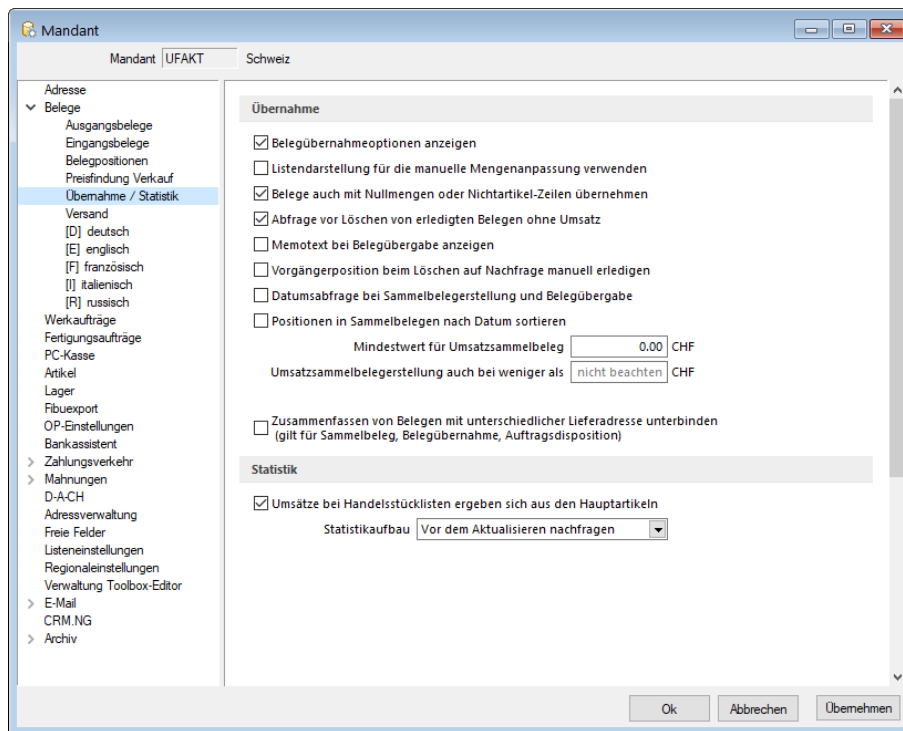 Mandant
Mandant UFAKT Schweiz
Adresse
Belege
Ausgangsbelege
Eingangsbelege
Belegpositionen
Preisfindung Verkauf
Übernahme / Statistik
Versand
[D] deutsch
[E] englisch
[F] französisch
[I] italienisch
[R] russisch
Werkaufträge
Fertigungsaufträge
PC-Kasse
Artikel
Lager
Fibuexport
OP-Einstellungen
Bankassistent
Zahlungsverkehr
Mahnungen
D-A-CH
Adressverwaltung
Freie Felder
Listeneinstellungen
Regionaleinstellungen
Verwaltung Toolbox-Editor
E-Mail
CRM.NG
Archiv
Übernahme
Belegübernahmeoptionen anzeigen
Listendarstellung für die manuelle Mengenanpassung verwenden
Belege auch mit Nullmengen oder Nichtartikel-Zeilen übernehmen
Abfrage vor Löschen von erledigten Belegen ohne Umsatz
Memotext bei Belegübergabe anzeigen
Vorgängerposition beim Löschen auf Nachfrage manuell erledigen
Datumsabfrage bei Sammelbelegerstellung und Belegübergabe
Positionen in Sammelbelegen nach Datum sortieren
Mindestwert für Umsatzsammelbeleg 0.00 CHF
Umsatzsammelbelegerstellung auch bei weniger als nicht beachten CHF
Zusammenfassen von Belegen mit unterschiedlicher Lieferadresse unterbinden
(gilt für Sammelbeleg, Belegübernahme, Auftragsdisposition)
Statistik
Umsätze bei Handelsstücklisten ergeben sich aus den Hauptartikeln
Statistikaufbau Vor dem Aktualisieren nachfragen
Ok Abbrechen Übernehmen